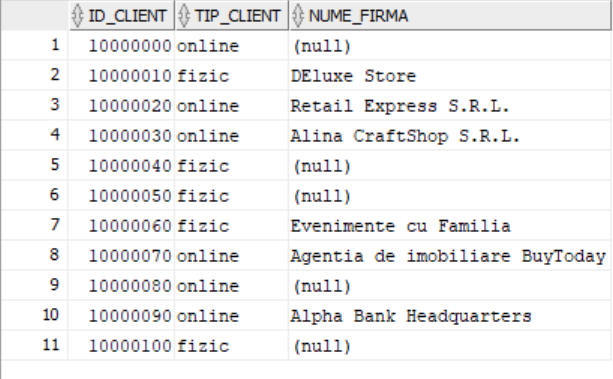 ID_CLIENT TIP_CLIENT NUME_FIRMA
1 10000000 online (null)
2 10000010 fizic DEluxe Store
3 10000020 online Retail Express S.R.L.
4 10000030 online Alina CraftShop S.R.L.
5 10000040 fizic (null)
6 10000050 fizic (null)
7 10000060 fizic Evenimente cu Familia
8 10000070 online Agentia de imobiliare BuyToday
9 10000080 online (null)
10 10000090 online Alpha Bank Headquarters
11 10000100 fizic (null)